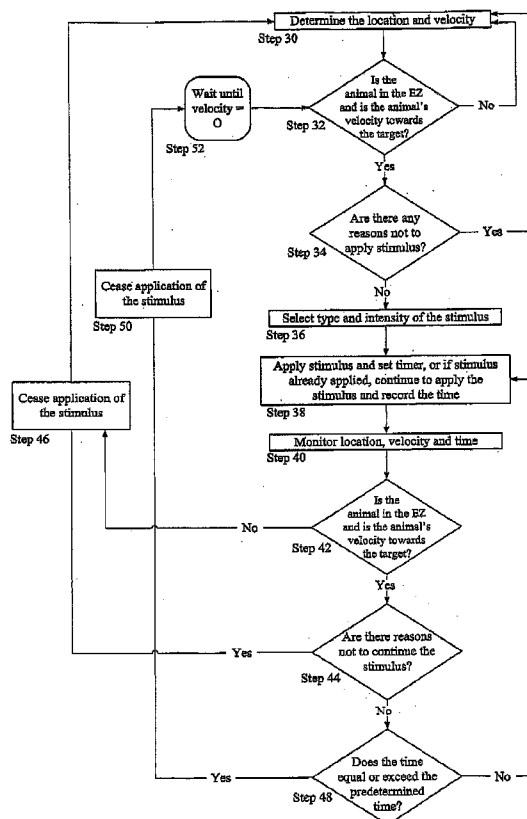 Determine the location and velocity
Step 30
Is the
animal in the EZ
and is the animal's
velocity towards
the target?
No
Step 32
Wait until
velocity =
0
Step 52
Yes
Are there any
reasons not to
apply stimulus?
Yes
Step 34
No
Cease application of
the stimulus
Step 50
Select type and intensity of the stimulus
Step 36
Apply stimulus and set timer, or if stimulus
already applied, continue to apply the
stimulus and record the time
Step 38
Cease application
of the stimulus
Step 46
Monitor location, velocity and time
Step 40
Is the
animal in the EZ
and is the animal's
velocity towards
the target?
No
Step 42
Yes
Are there reasons
not to continue the
stimulus?
Yes
Step 44
No
Does the time
equal or exceed the
predetermined
time?
Yes
No
Step 48